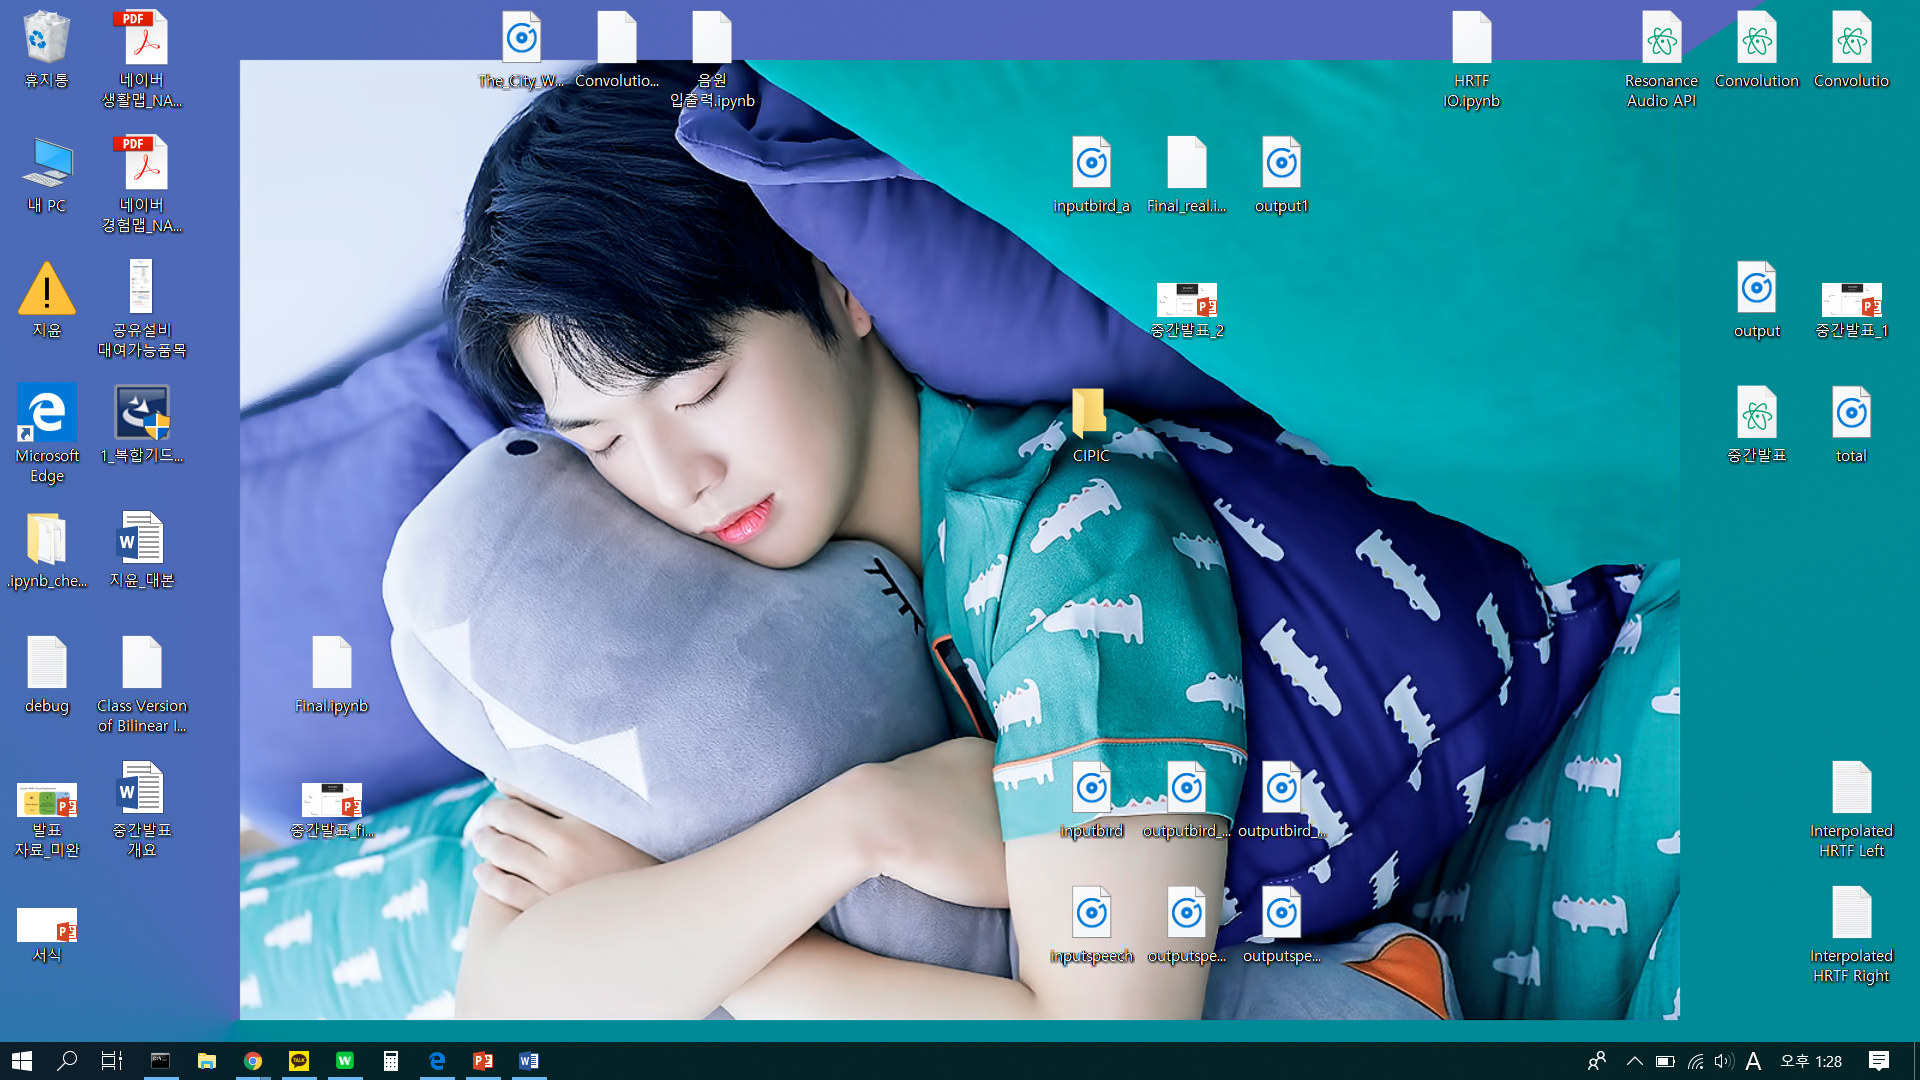 휴지통
네이버
생활맵_NA...
The_City_W...
Convolutio...
음원
입출력.ipynb
HRTF
IO.ipynb
Resonance
Audio API
Convolution
Convolutio
내 PC
네이버
경험맵_NA...
inputbird_a
Final_real.i...
output1
지윤
공유설비
대여가능품목
중간발표_2
output
중간발표_1
Microsoft
Edge
1_복합기드...
CIPIC
중간발표
total
.ipynb_che...
지윤_대본
debug
Class Version
of Bilinear I...
Final.ipynb
발표
자료_미완
중간발표
개요
중간발표_fi...
inputbird
outputbird_...
outputbird_...
Interpolated
HRTF Left
서식
inputspeech
outputspe...
outputspe...
Interpolated
HRTF Right
PDF
PDF
W
W
TALK
W
A
오후 1:28